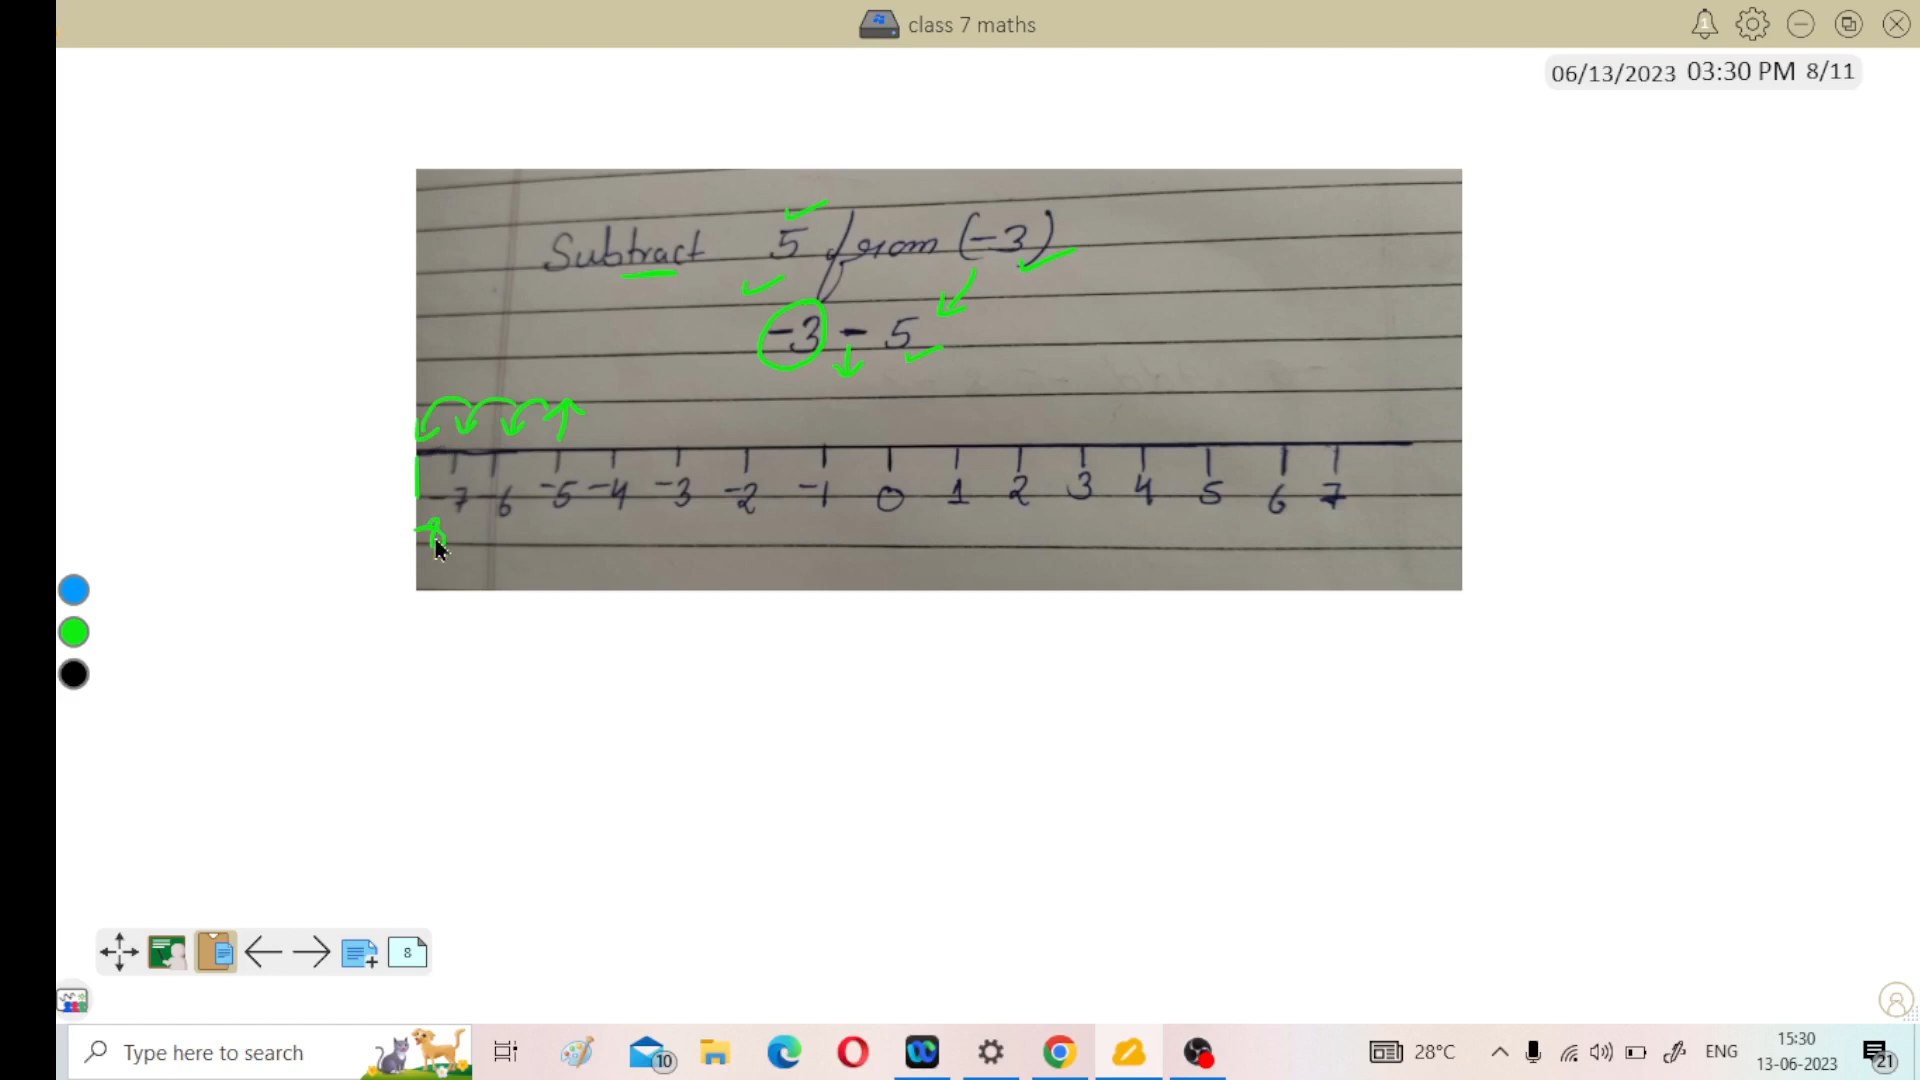 class 7 maths
06/13/2023 03:30 PM 8/11
Subtract 5 from (-3)
-3 - 5
-7 -6 -5 -4 -3 -2 -1 0 1 2 3 4 5 6 7
8
Type here to search
10
28°C
ENG
15:30
13-06-2023
21